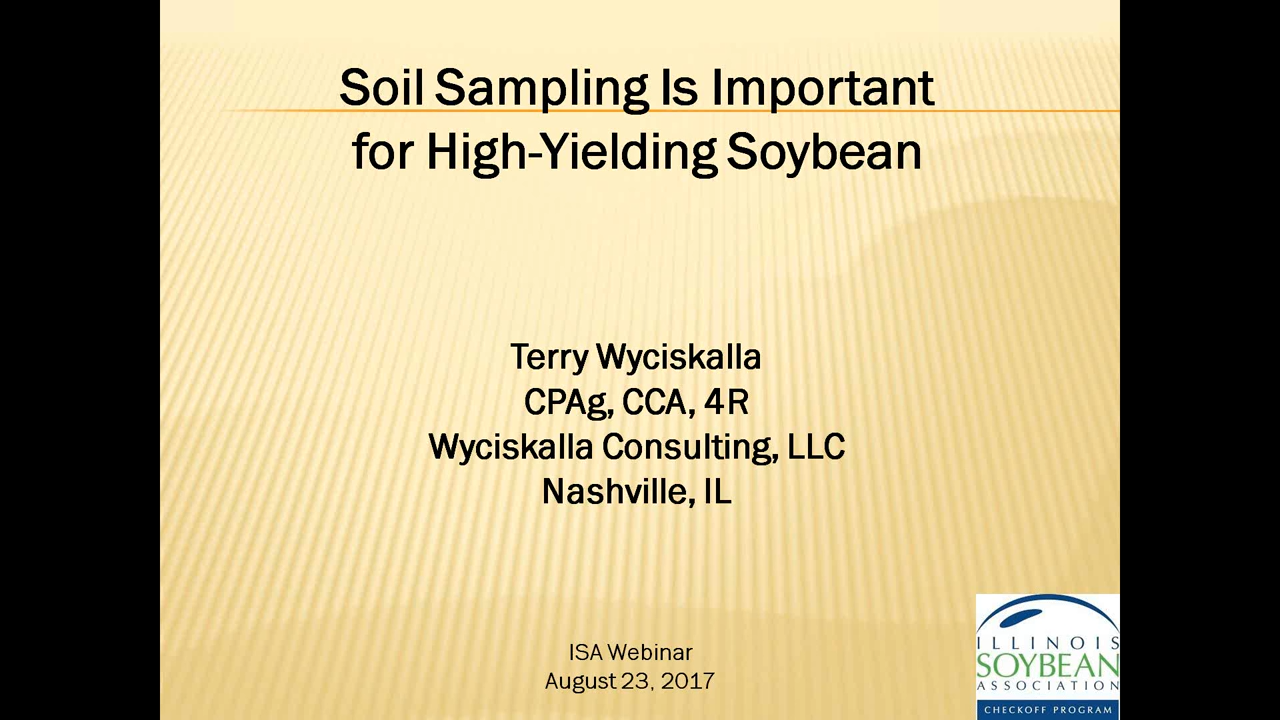 Soil Sampling Is Important
for High-Yielding Soybean
Terry Wyciskalla
CPAg, CCA, 4R
Wyciskalla Consulting, LLC
Nashville, IL
ISA Webinar
August 23, 2017
ILLINOIS
SOYBEAN
ASSOCIATION
CHECKOFF PROGRAM